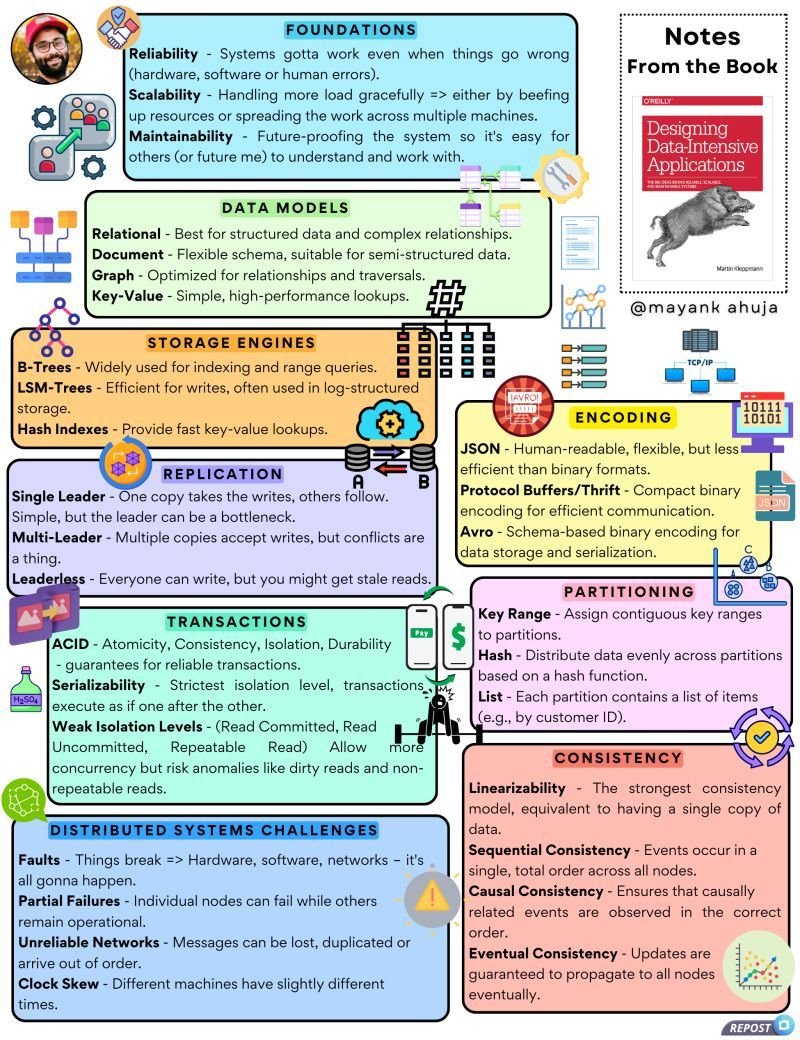 FOUNDATIONS
Reliability - Systems gotta work even when things go wrong
(hardware, software or human errors).
Scalability - Handling more load gracefully => either by beefing
up resources or spreading the work across multiple machines.
Maintainability - Future-proofing the system so it's easy for
others (or future me) to understand and work with.
Notes
From the Book
O'REILLY
Designing
Data-Intensive
Applications
THE BIG IDEAS BEHIND RELIABLE, SCALABLE,
AND MAINTAINABLE SYSTEMS
Martin Kleppmann
@mayank ahuja
DATA MODELS
Relational - Best for structured data and complex relationships.
Document - Flexible schema, suitable for semi-structured data.
Graph - Optimized for relationships and traversals.
Key-Value - Simple, high-performance lookups.
#
STORAGE ENGINES
B-Trees - Widely used for indexing and range queries.
LSM-Trees - Efficient for writes, often used in log-structured
storage.
Hash Indexes - Provide fast key-value lookups.
TCP/IP
A
B
AVRO!
10111
10101
ENCODING
JSON - Human-readable, flexible, but less
efficient than binary formats.
Protocol Buffers/Thrift - Compact binary
encoding for efficient communication.
Avro - Schema-based binary encoding for
data storage and serialization.
JSON
REPLICATION
Single Leader - One copy takes the writes, others follow.
Simple, but the leader can be a bottleneck.
Multi-Leader - Multiple copies accept writes, but conflicts are
a thing.
Leaderless - Everyone can write, but you might get stale reads.
C
A
B
PARTITIONING
Key Range - Assign contiguous key ranges
to partitions.
Hash - Distribute data evenly across partitions
based on a hash function.
List - Each partition contains a list of items
(e.g., by customer ID).
TRANSACTIONS
ACID - Atomicity, Consistency, Isolation, Durability
- guarantees for reliable transactions.
Serializability - Strictest isolation level, transactions
execute as if one after the other.
Weak Isolation Levels - (Read Committed, Read
Uncommitted, Repeatable Read) Allow more
concurrency but risk anomalies like dirty reads and non-
repeatable reads.
Pay
$
H₂SO₄
CONSISTENCY
Linearizability - The strongest consistency
model, equivalent to having a single copy of
data.
Sequential Consistency - Events occur in a
single, total order across all nodes.
Causal Consistency - Ensures that causally
related events are observed in the correct
order.
Eventual Consistency - Updates are
guaranteed to propagate to all nodes
eventually.
DISTRIBUTED SYSTEMS CHALLENGES
Faults - Things break => Hardware, software, networks – it's
all gonna happen.
Partial Failures - Individual nodes can fail while others
remain operational.
Unreliable Networks - Messages can be lost, duplicated or
arrive out of order.
Clock Skew - Different machines have slightly different
times.
REPOST